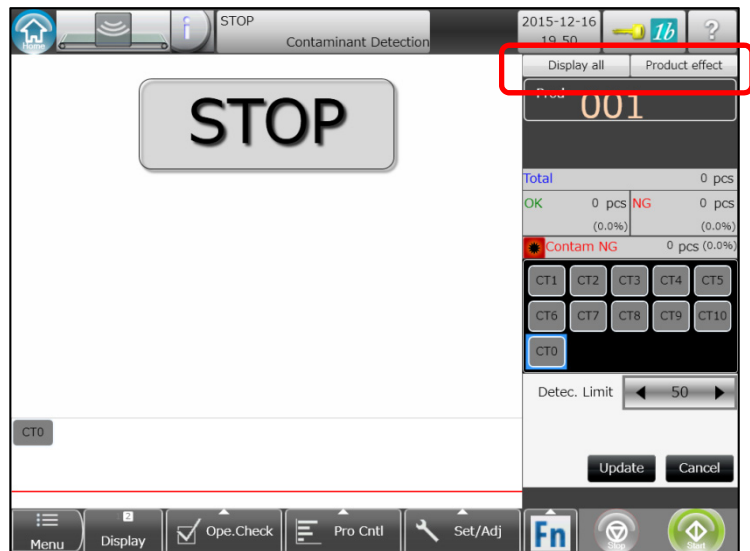 STOP
Contaminant Detection
2015-12-16
19 50
1b
?
i
Home
Display all
Product effect
Prod
001
STOP
Total 0 pcs
OK 0 pcs NG 0 pcs
(0.0%) (0.0%)
Contam NG 0 pcs (0.0%)
CT1 CT2 CT3 CT4 CT5
CT6 CT7 CT8 CT9 CT10
CT0
Detec. Limit 50
CT0
Update Cancel
Menu
2
Display
Ope.Check
Pro Cntl
Set/Adj
Fn
Stop
Start